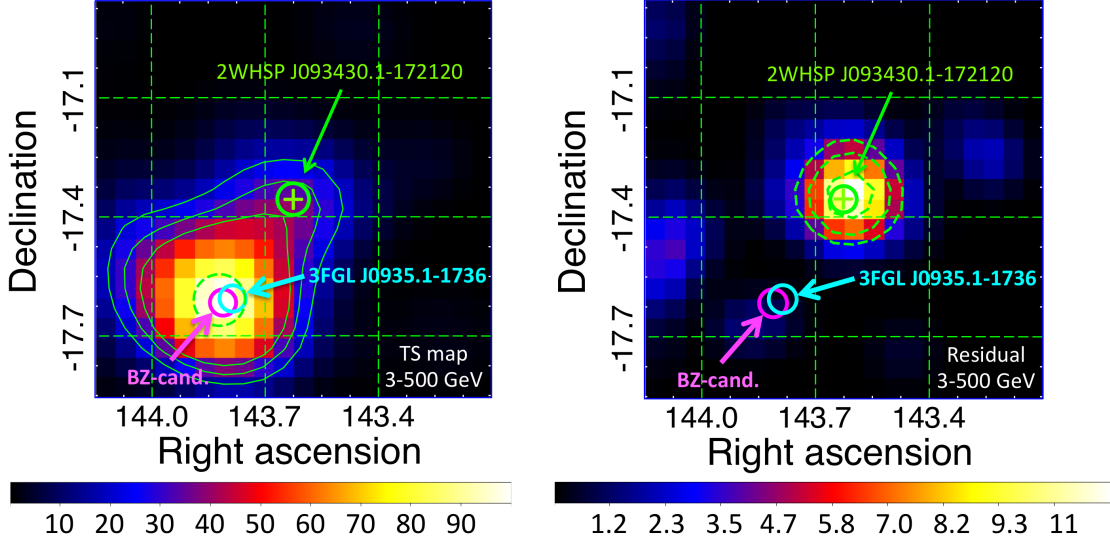 2WHSP J093430.1-172120
3FGL J0935.1-1736
BZ-cand.
TS map
3-500 GeV
Declination
-17.1
-17.4
-17.7
144.0 143.7 143.4
Right ascension
10 20 30 40 50 60 70 80 90
2WHSP J093430.1-172120
3FGL J0935.1-1736
BZ-cand.
Residual
3-500 GeV
Declination
-17.1
-17.4
-17.7
144.0 143.7 143.4
Right ascension
1.2 2.3 3.5 4.7 5.8 7.0 8.2 9.3 11